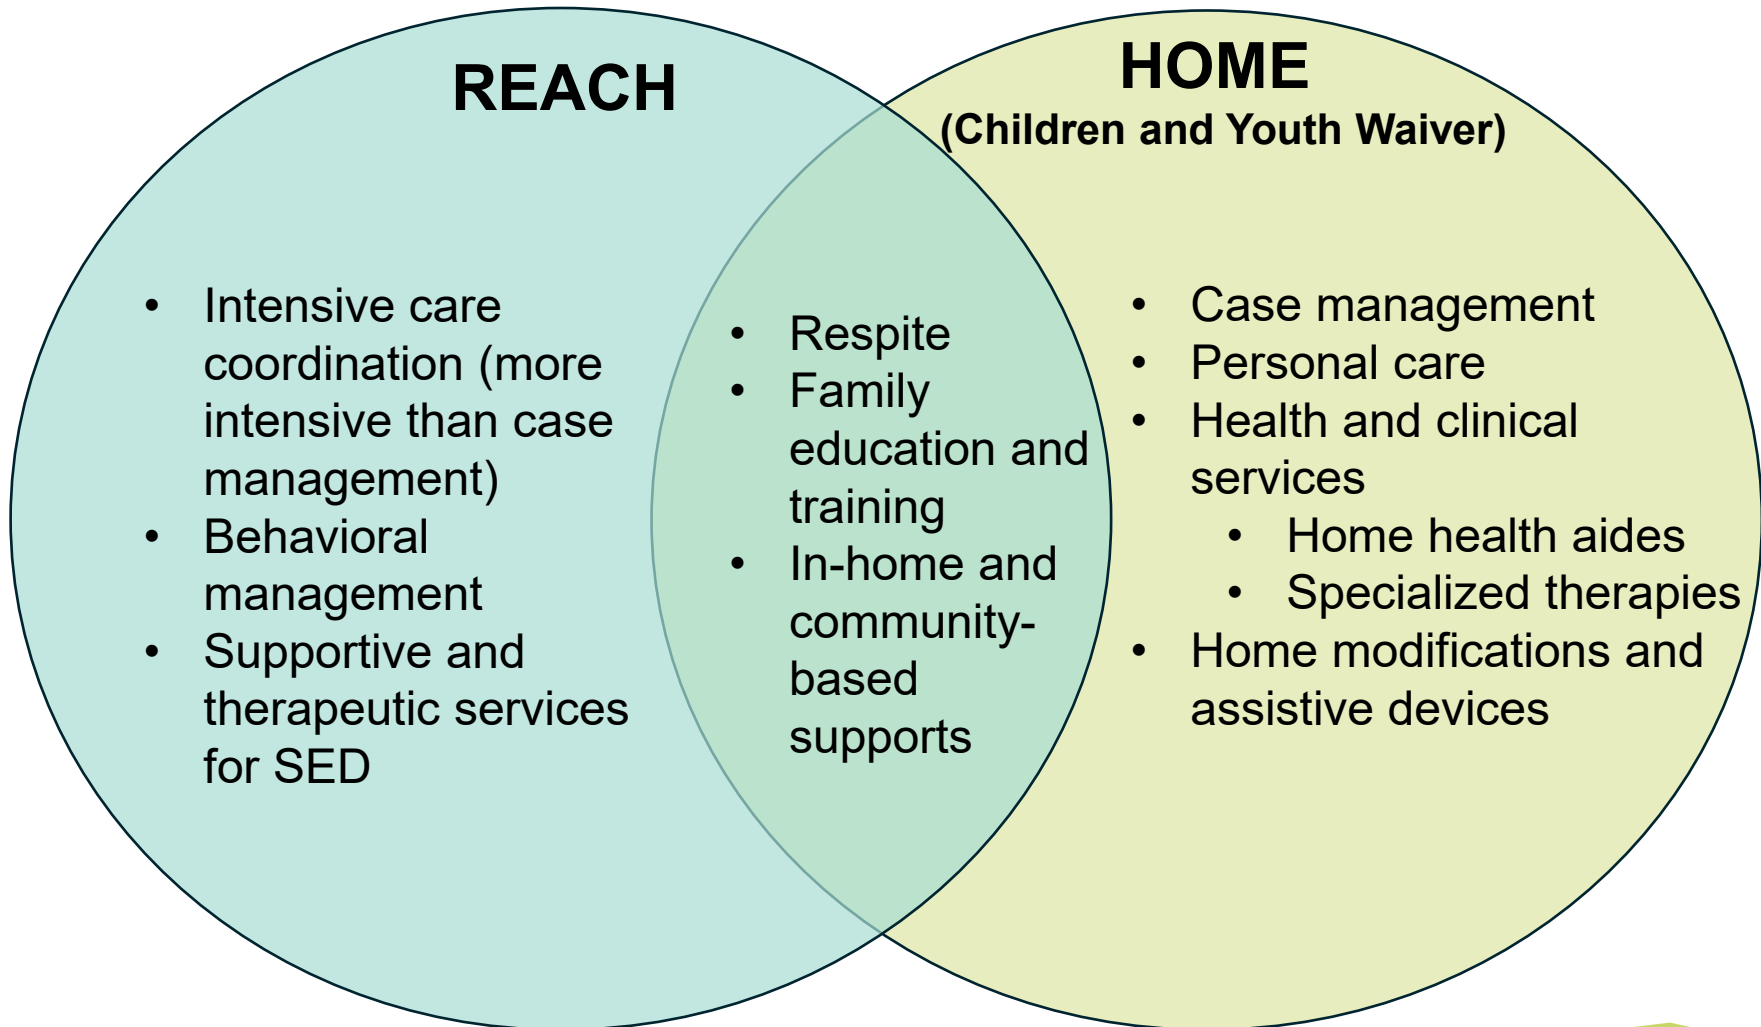 REACH
HOME
(Children and Youth Waiver)
• Intensive care
coordination (more
intensive than case
management)
• Behavioral
management
• Supportive and
therapeutic services
for SED
• Respite
• Family
education and
training
• In-home and
community-
based
supports
• Case management
• Personal care
• Health and clinical
services
• Home health aides
• Specialized therapies
• Home modifications and
assistive devices